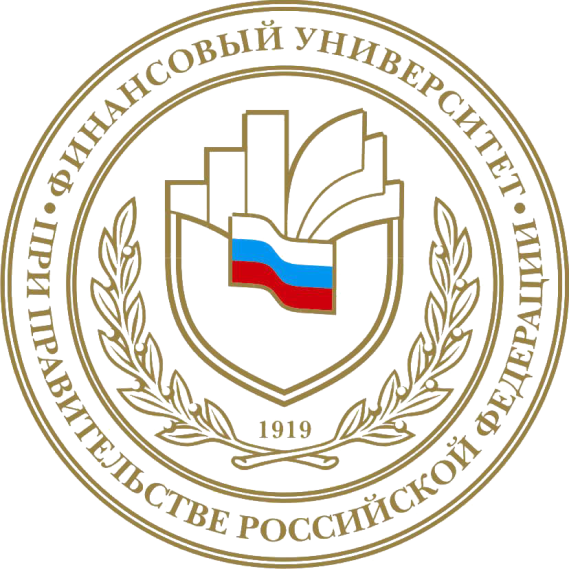 ФИНАНСОВЫЙ УНИВЕРСИТЕТ
ПРИ ПРАВИТЕЛЬСТВЕ РОССИЙСКОЙ ФЕДЕРАЦИИ
1919